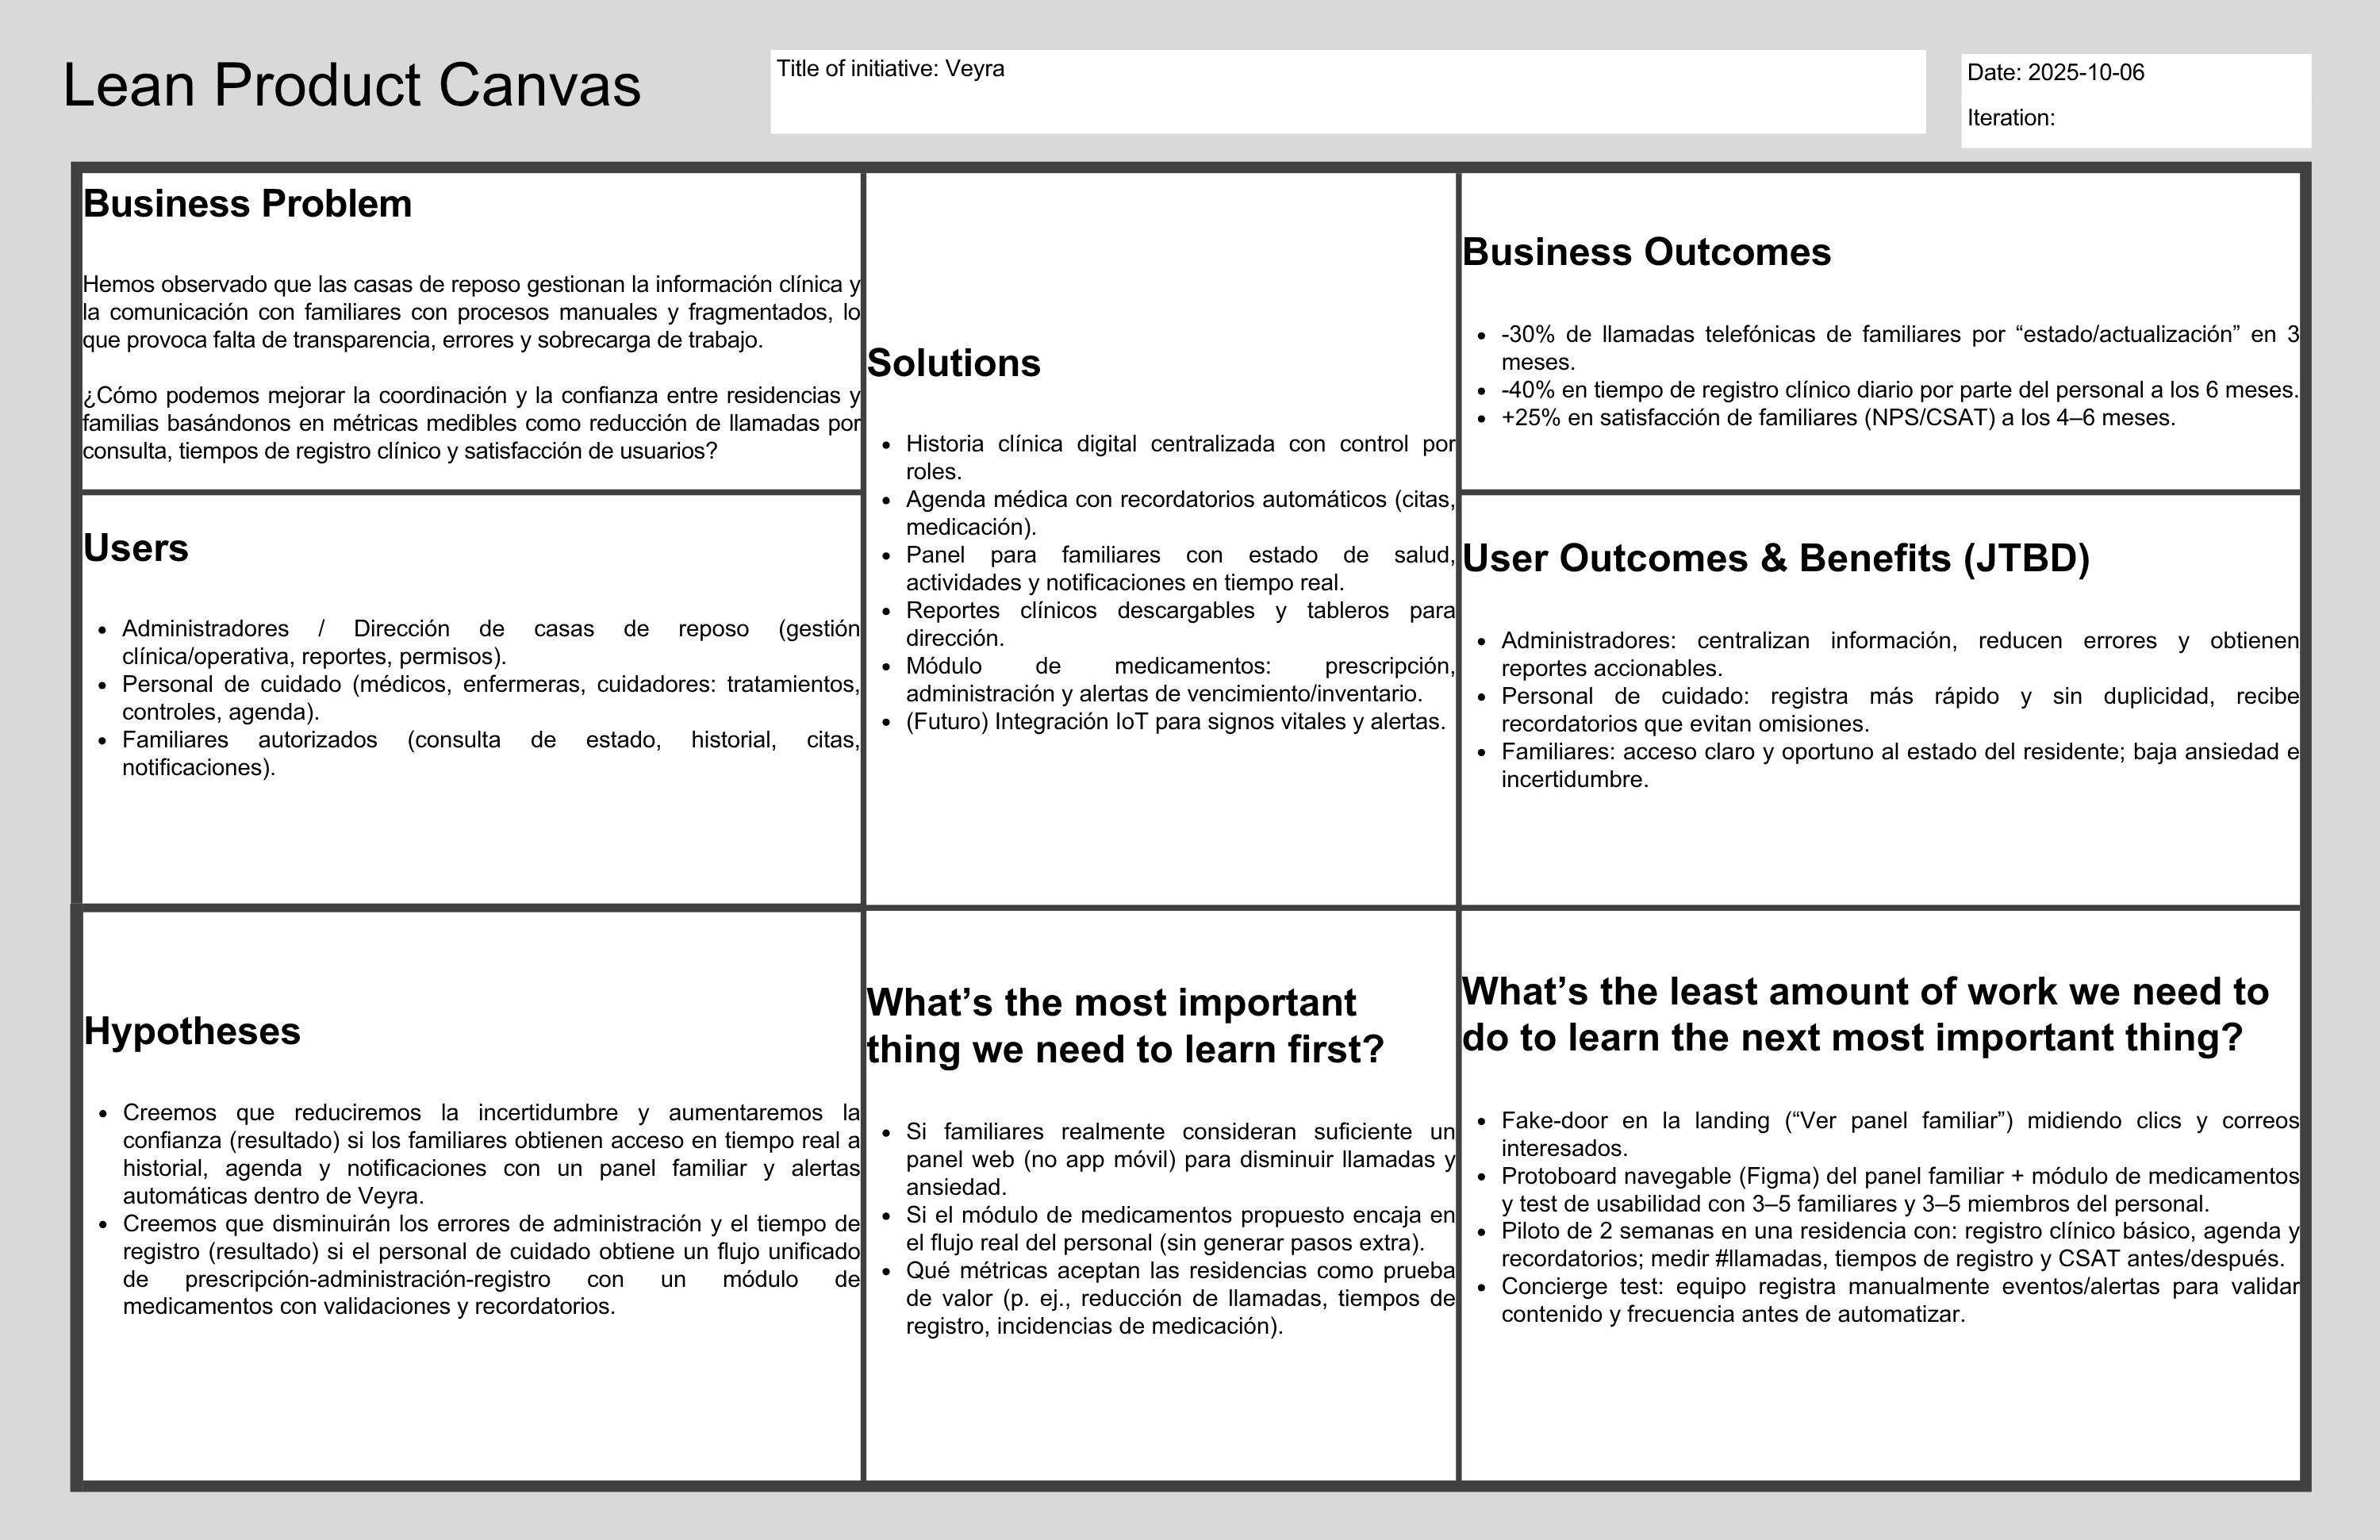 Lean Product Canvas
Title of initiative: Veyra
Date: 2025-10-06
Iteration:
Business Problem
Hemos observado que las casas de reposo gestionan la información clínica y
la comunicación con familiares con procesos manuales y fragmentados, lo
que provoca falta de transparencia, errores y sobrecarga de trabajo.
¿Cómo podemos mejorar la coordinación y la confianza entre residencias y
familias basándonos en métricas medibles como reducción de llamadas por
consulta, tiempos de registro clínico y satisfacción de usuarios?
Users
• Administradores / Dirección de casas de reposo (gestión
clínica/operativa, reportes, permisos).
• Personal de cuidado (médicos, enfermeras, cuidadores: tratamientos,
controles, agenda).
• Familiares autorizados (consulta de estado, historial, citas,
notificaciones).
Solutions
• Historia clínica digital centralizada con control por
roles.
• Agenda médica con recordatorios automáticos (citas,
medicación).
• Panel para familiares con estado de salud,
actividades y notificaciones en tiempo real.
• Reportes clínicos descargables y tableros para
dirección.
• Módulo de medicamentos: prescripción,
administración y alertas de vencimiento/inventario.
• (Futuro) Integración IoT para signos vitales y alertas.
Business Outcomes
• -30% de llamadas telefónicas de familiares por “estado/actualización” en 3
meses.
• -40% en tiempo de registro clínico diario por parte del personal a los 6 meses.
• +25% en satisfacción de familiares (NPS/CSAT) a los 4–6 meses.
User Outcomes & Benefits (JTBD)
• Administradores: centralizan información, reducen errores y obtienen
reportes accionables.
• Personal de cuidado: registra más rápido y sin duplicidad, recibe
recordatorios que evitan omisiones.
• Familiares: acceso claro y oportuno al estado del residente; baja ansiedad e
incertidumbre.
Hypotheses
• Creemos que reduciremos la incertidumbre y aumentaremos la
confianza (resultado) si los familiares obtienen acceso en tiempo real a
historial, agenda y notificaciones con un panel familiar y alertas
automáticas dentro de Veyra.
• Creemos que disminuirán los errores de administración y el tiempo de
registro (resultado) si el personal de cuidado obtiene un flujo unificado
de prescripción-administración-registro con un módulo de
medicamentos con validaciones y recordatorios.
What’s the most important
thing we need to learn first?
• Si familiares realmente consideran suficiente un
panel web (no app móvil) para disminuir llamadas y
ansiedad.
• Si el módulo de medicamentos propuesto encaja en
el flujo real del personal (sin generar pasos extra).
• Qué métricas aceptan las residencias como prueba
de valor (p. ej., reducción de llamadas, tiempos de
registro, incidencias de medicación).
What’s the least amount of work we need to
do to learn the next most important thing?
• Fake-door en la landing (“Ver panel familiar”) midiendo clics y correos
interesados.
• Protoboard navegable (Figma) del panel familiar + módulo de medicamentos
y test de usabilidad con 3–5 familiares y 3–5 miembros del personal.
• Piloto de 2 semanas en una residencia con: registro clínico básico, agenda y
recordatorios; medir #llamadas, tiempos de registro y CSAT antes/después.
• Concierge test: equipo registra manualmente eventos/alertas para validar
contenido y frecuencia antes de automatizar.